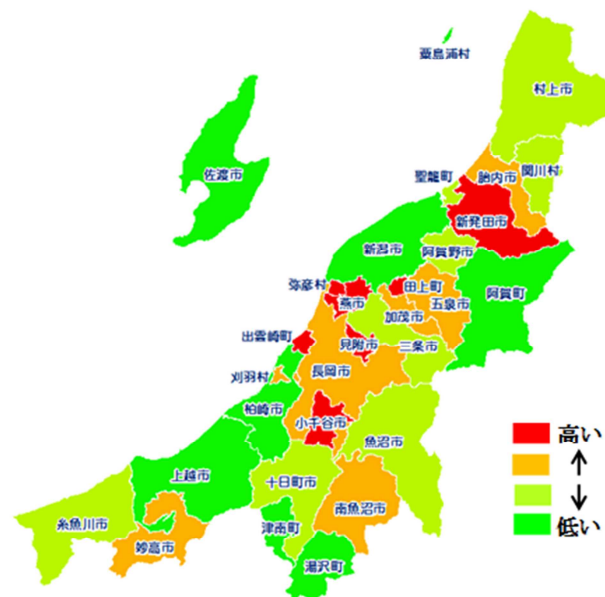 粟島浦村
村上市
関川村
胎内市
聖籠町
新発田市
佐渡市
新潟市
阿賀野市
弥彦村
燕市
田上町
五泉市
阿賀町
加茂市
出雲崎町
見附市
三条市
長岡市
刈羽村
柏崎市
小千谷市
魚沼市
上越市
十日町市
南魚沼市
糸魚川市
妙高市
津南町
湯沢町
高い
↑
↓
低い